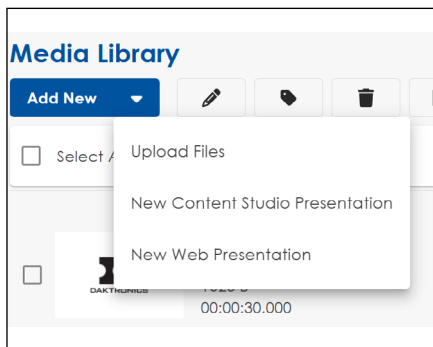 Media Library
Add New
Select
Upload Files
New Content Studio Presentation
New Web Presentation
DAKTRONICS
00:00:30.000